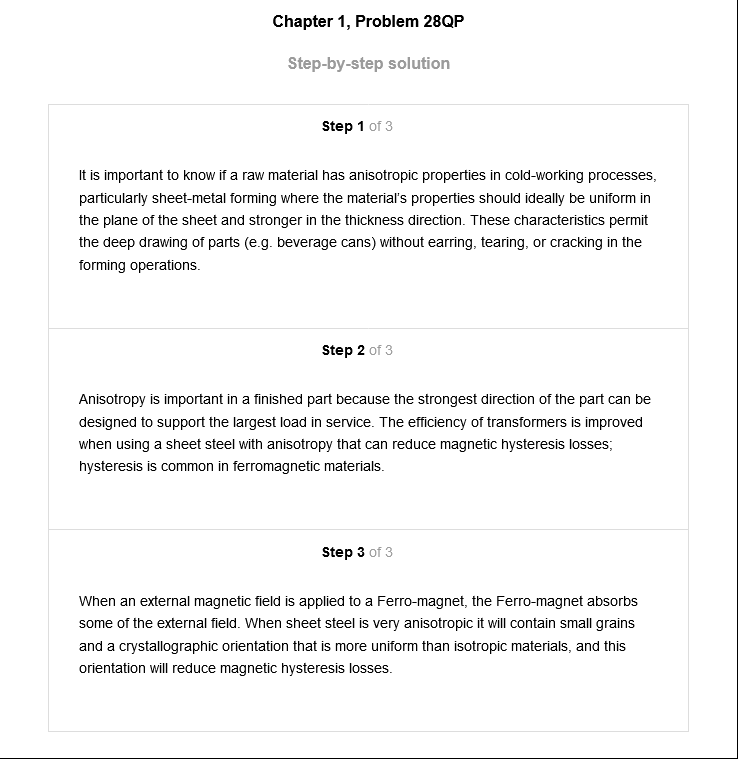 Chapter 1, Problem 28QP
Step-by-step solution
Step 1 of 3
It is important to know if a raw material has anisotropic properties in cold-working processes,
particularly sheet-metal forming where the material's properties should ideally be uniform in
the plane of the sheet and stronger in the thickness direction. These characteristics permit
the deep drawing of parts (e.g. beverage cans) without earring, tearing, or cracking in the
forming operations.
Step 2 of 3
Anisotropy is important in a finished part because the strongest direction of the part can be
designed to support the largest load in service. The efficiency of transformers is improved
when using a sheet steel with anisotropy that can reduce magnetic hysteresis losses;
hysteresis is common in ferromagnetic materials.
Step 3 of 3
When an external magnetic field is applied to a Ferro-magnet, the Ferro-magnet absorbs
some of the external field. When sheet steel is very anisotropic it will contain small grains
and a crystallographic orientation that is more uniform than isotropic materials, and this
orientation will reduce magnetic hysteresis losses.